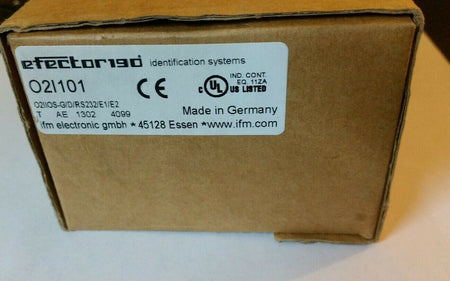 efector190 identification systems
O2I101
CE
C UL US LISTED
IND. CONT.
EQ. 11ZA
O2IIOS-G/D/RS232/E1/E2
T AE 1302 4099
Made in Germany
ifm electronic gmbh * 45128 Essen * www.ifm.com